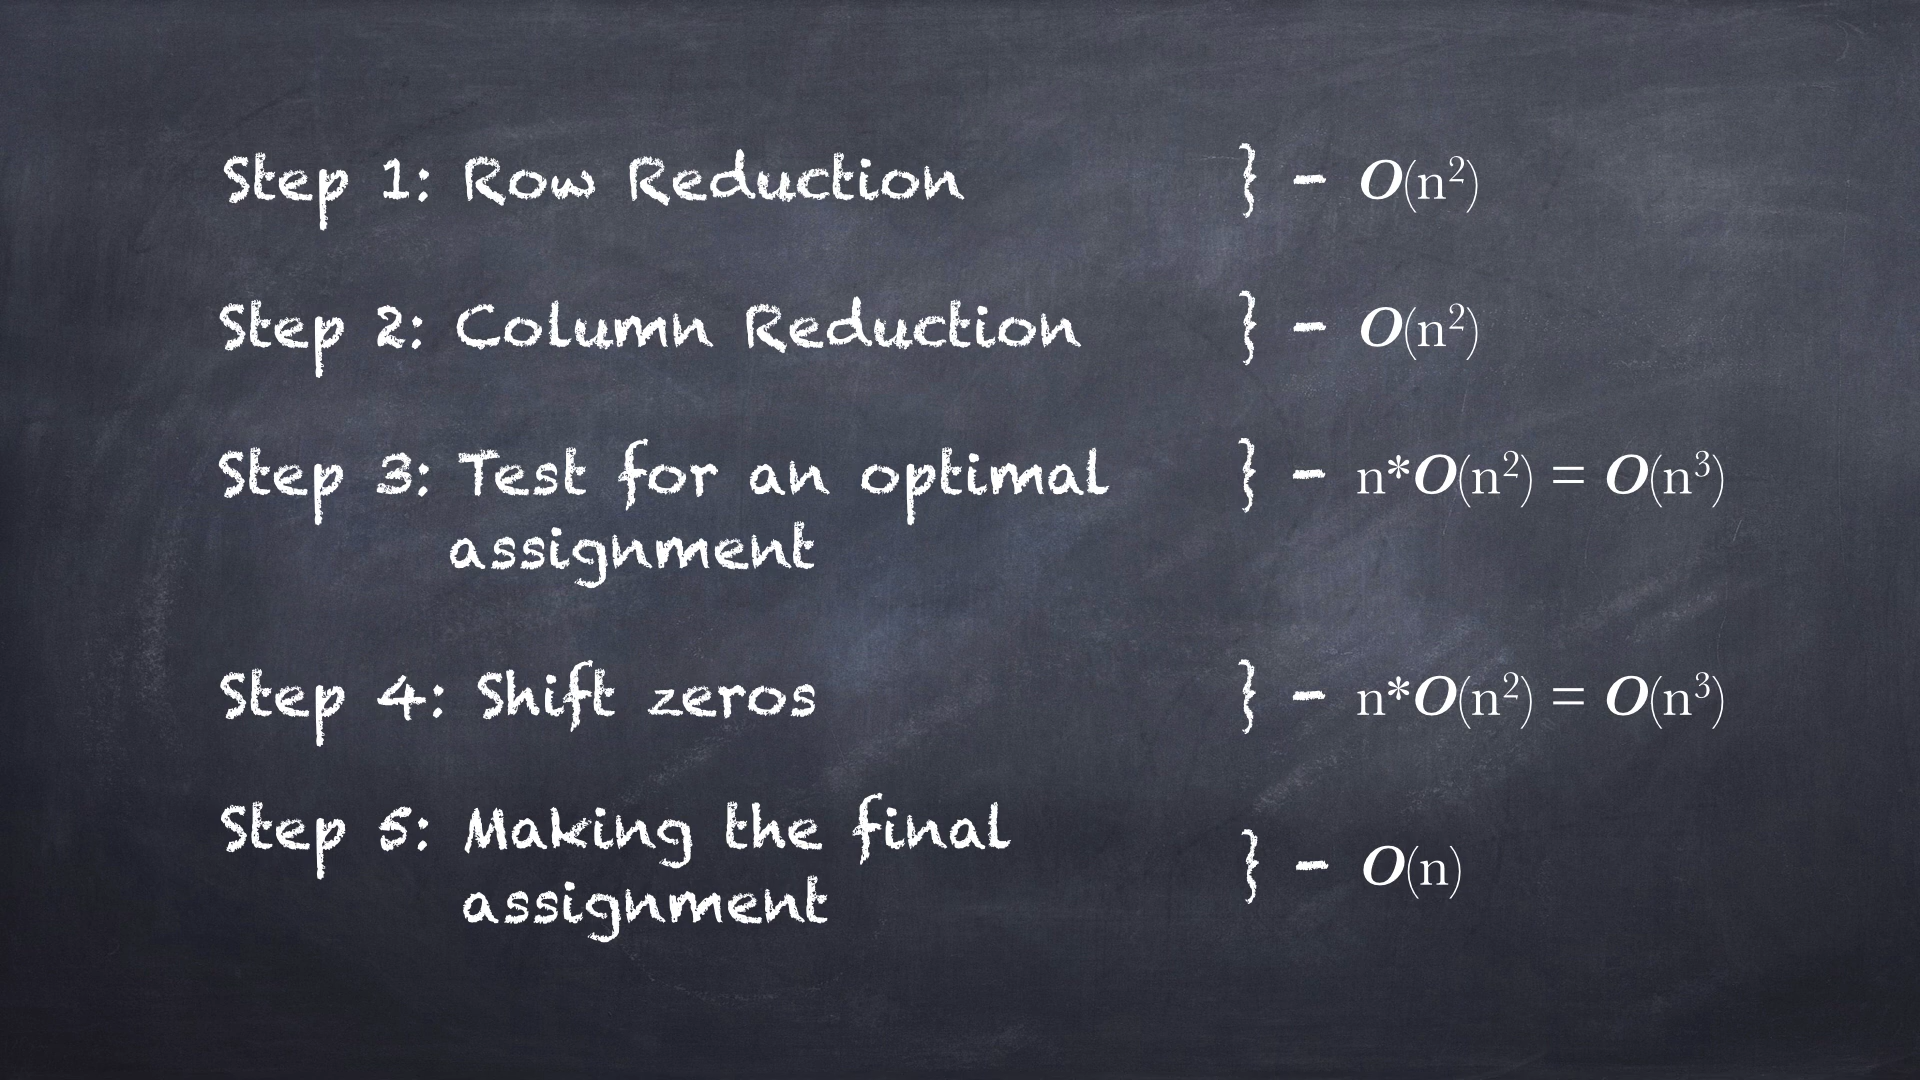 Step 1: Row Reduction } - O(n²)
Step 2: Column Reduction } - O(n²)
Step 3: Test for an optimal } - n*O(n²) = O(n³)
assignment
Step 4: Shift zeros } - n*O(n²) = O(n³)
Step 5: Making the final
assignment } - O(n)